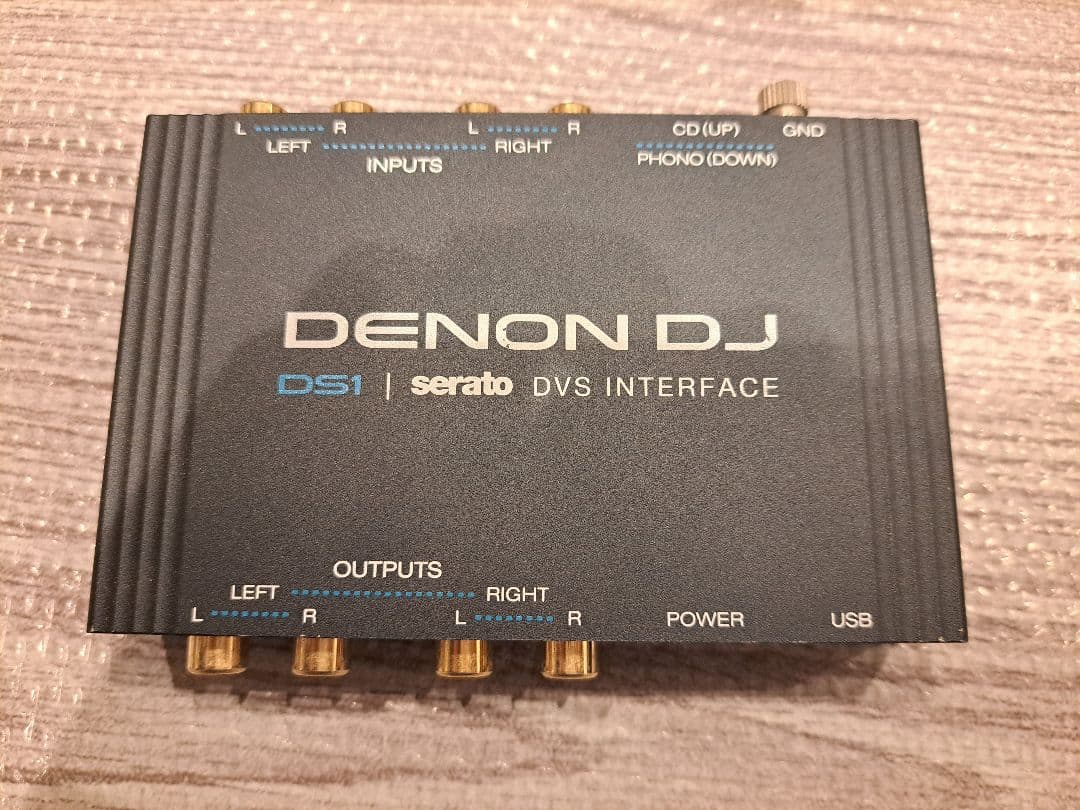 L R L R CD (UP) GND
LEFT RIGHT PHONO (DOWN)
INPUTS
DENON DJ
DS1 | serato DVS INTERFACE
OUTPUTS
LEFT RIGHT
L R L R POWER USB